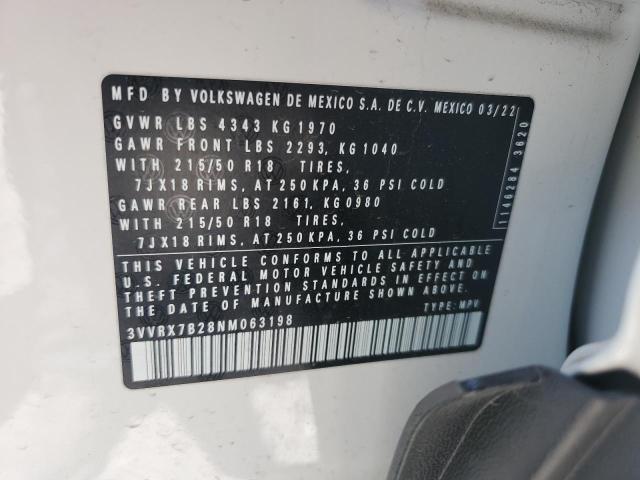 MFD BY VOLKSWAGEN DE MEXICO S.A. DE C.V. MEXICO 03/22
GVWR LBS 4343 KG 1970
GAWR FRONT LBS 2293, KG 1040
WITH 215/50 R18 TIRES,
7JX18 RIMS, AT 250 KPA, 36 PSI COLD
GAWR REAR LBS 2161, KG 0980
WITH 215/50 R18 TIRES,
7JX18 RIMS, AT 250 KPA, 36 PSI COLD
THIS VEHICLE CONFORMS TO ALL APPLICABLE
U.S. FEDERAL MOTOR VEHICLE SAFETY AND
THEFT PREVENTION STANDARDS IN EFFECT ON
THE DATE OF MANUFACTURE SHOWN ABOVE.
3VVRX7B28NM063198 TYPE: MPV
1146284 3620